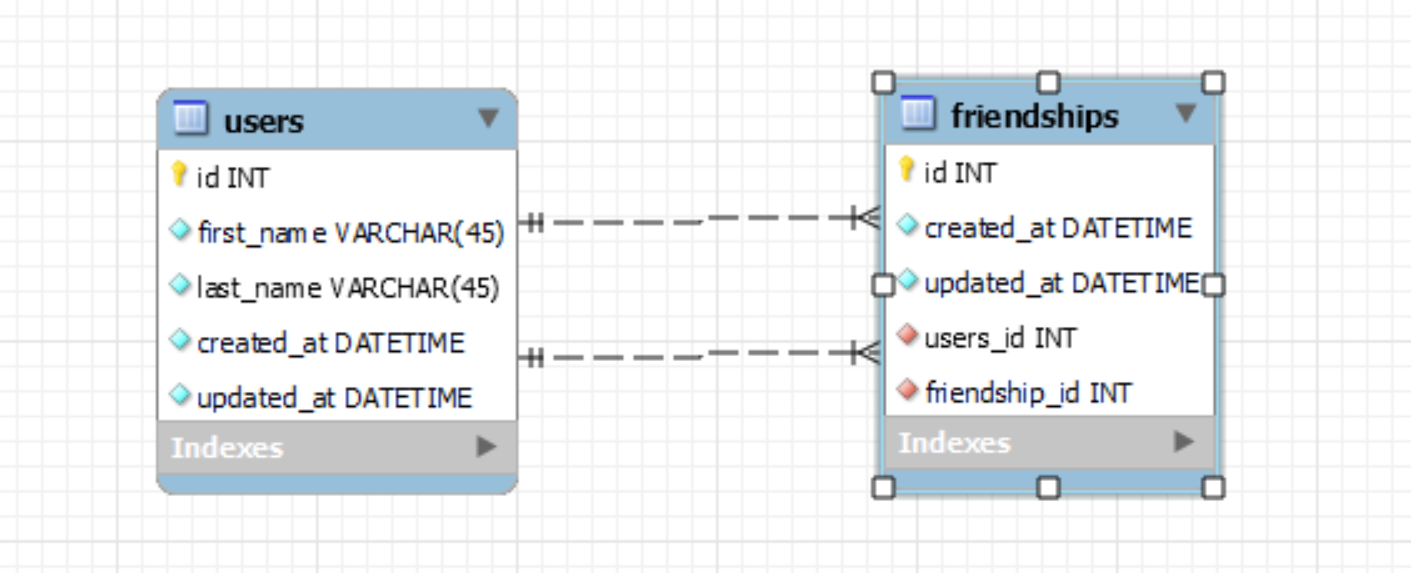 users
id INT
first_name VARCHAR(45)
last_name VARCHAR(45)
created_at DATETIME
updated_at DATETIME
Indexes
friendships
id INT
created_at DATETIME
updated_at DATETIME
users_id INT
friendship_id INT
Indexes